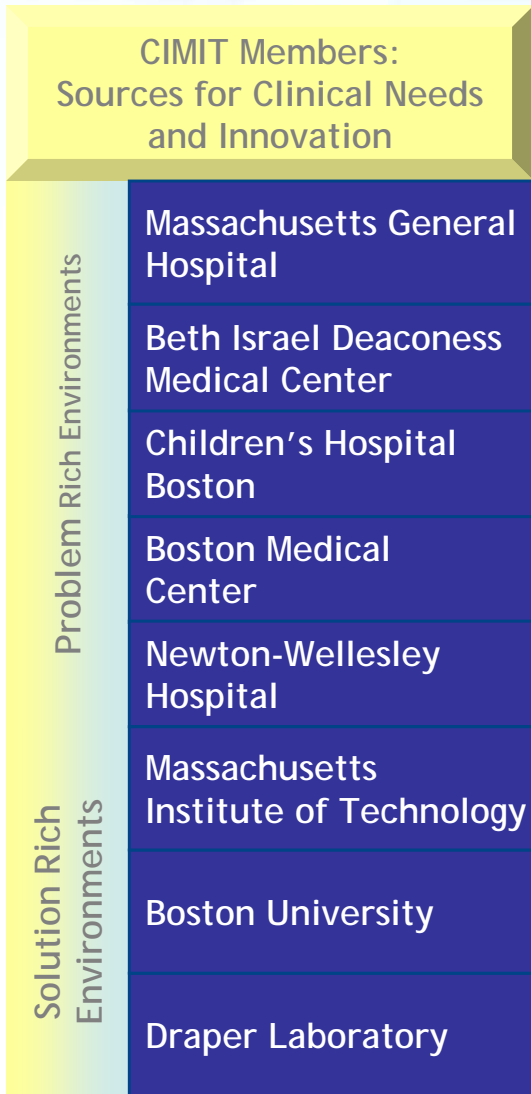 CIMIT Members:
Sources for Clinical Needs
and Innovation
Problem Rich Environments
Massachusetts General
Hospital
Beth Israel Deaconess
Medical Center
Children's Hospital
Boston
Boston Medical
Center
Newton-Wellesley
Hospital
Solution Rich
Environments
Massachusetts
Institute of Technology
Boston University
Draper Laboratory